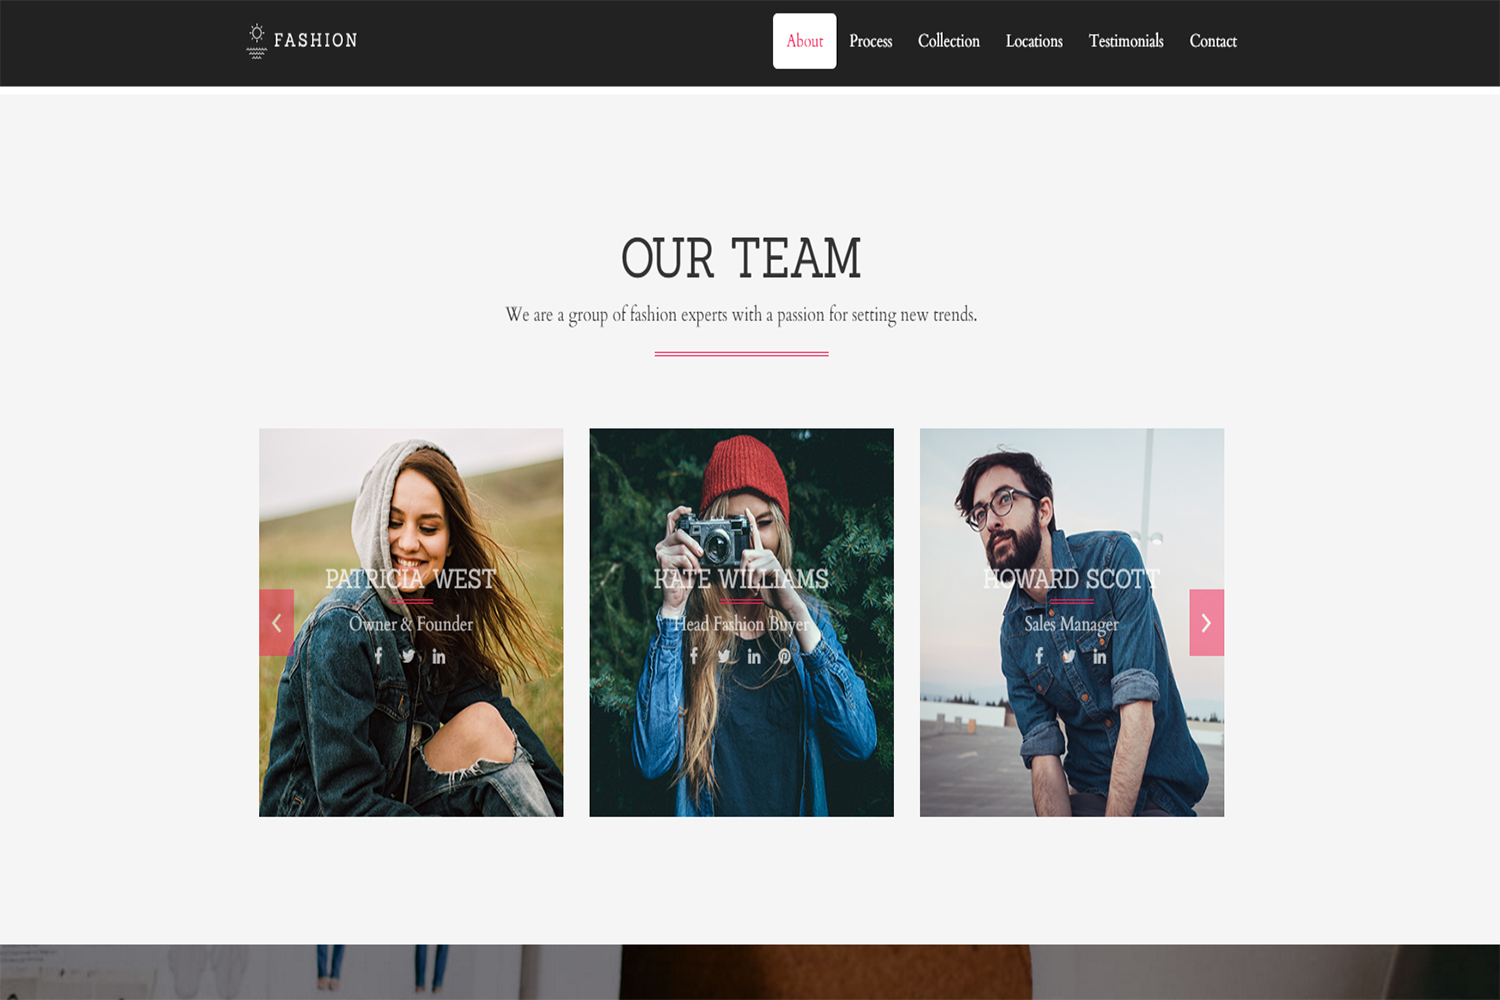 FASHION
About Process Collection Locations Testimonials Contact
OUR TEAM
We are a group of fashion experts with a passion for setting new trends.
PATRICIA WEST
Owner & Founder
KATE WILLIAMS
Head Fashion Buyer
HOWARD SCOTT
Sales Manager